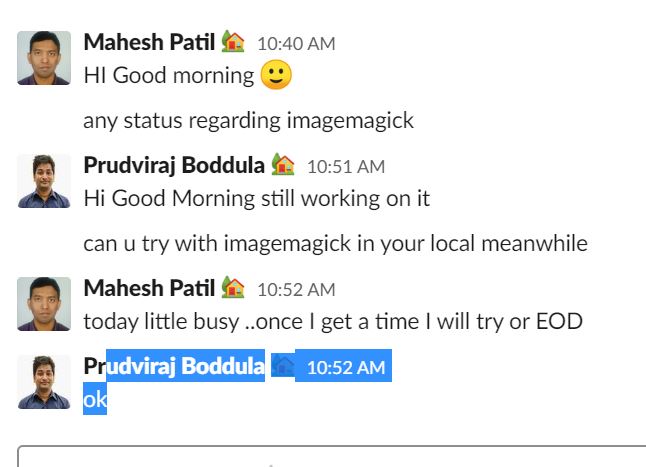 Mahesh Patil 🏡 10:40 AM
HI Good morning 🙂
any status regarding imagemagick
Prudviraj Boddula 🏡 10:51 AM
Hi Good Morning still working on it
can u try with imagemagick in your local meanwhile
Mahesh Patil 🏡 10:52 AM
today little busy ..once I get a time I will try or EOD
Prudviraj Boddula 🏡 10:52 AM
ok